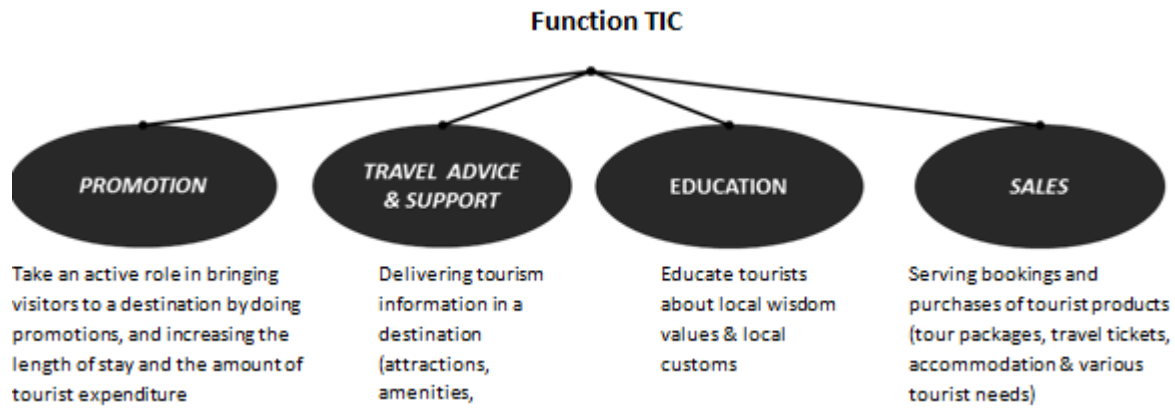 Function TIC
PROMOTION
TRAVEL ADVICE
& SUPPORT
EDUCATION
SALES
Take an active role in bringing
visitors to a destination by doing
promotions, and increasing the
length of stay and the amount of
tourist expenditure
Delivering tourism
information in a
destination
(attractions,
amenities,
Educate tourists
about local wisdom
values & local
customs
Serving bookings and
purchases of tourist products
(tour packages, travel tickets,
accommodation & various
tourist needs)